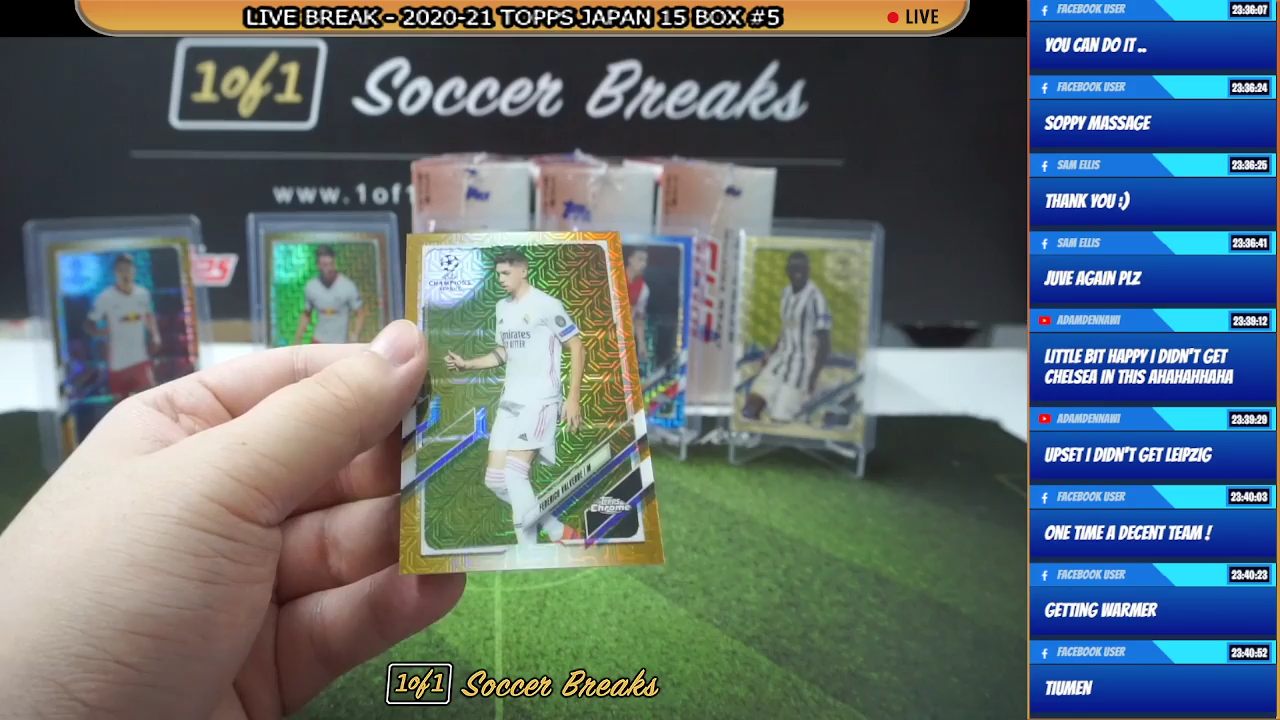 LIVE BREAK - 2020-21 TOPPS JAPAN 15 BOX #5
LIVE
1of1 Soccer Breaks
www.1of1
CHAMPIONS
LEAGUE
Emirates
FLY BETTER
FEDERICO VALVERDE | M
Topps
Chrome
1of1 Soccer Breaks
FACEBOOK USER 23:36:07
YOU CAN DO IT ..
FACEBOOK USER 23:36:24
SOPPY MASSAGE
SAM ELLIS 23:36:25
THANK YOU :)
SAM ELLIS 23:36:41
JUVE AGAIN PLZ
ADAMDENNAWI 23:39:12
LITTLE BIT HAPPY I DIDN'T GET
CHELSEA IN THIS AHAHAHHAHA
ADAMDENNAWI 23:39:29
UPSET I DIDN'T GET LEIPZIG
FACEBOOK USER 23:40:03
ONE TIME A DECENT TEAM !
FACEBOOK USER 23:40:23
GETTING WARMER
FACEBOOK USER 23:40:52
TIUMEN